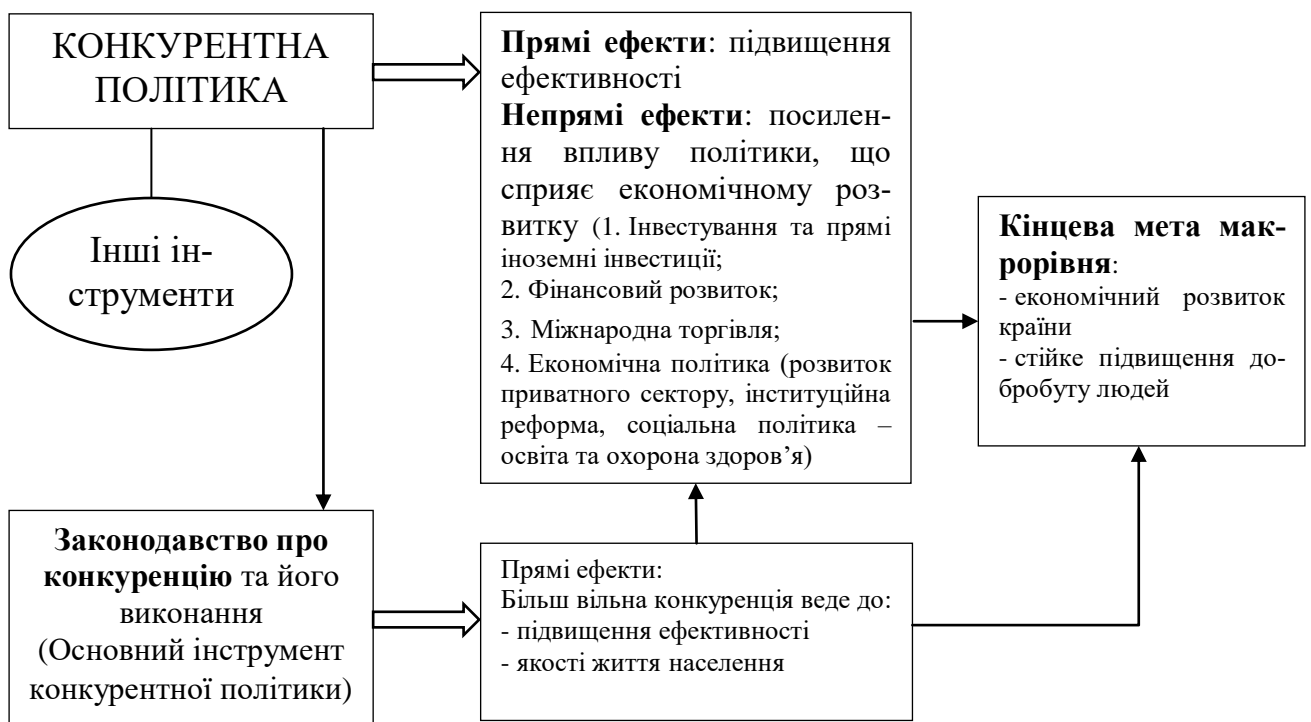 КОНКУРЕНТНА
ПОЛІТИКА
Інші ін-
струменти
Прямі ефекти: підвищення
ефективності
Непрямі ефекти: посилен-
ня впливу політики, що
сприяє економічному роз-
витку (1. Інвестування та прямі
іноземні інвестиції;
2. Фінансовий розвиток;
3. Міжнародна торгівля;
4. Економічна політика (розвиток
приватного сектору, інституційна
реформа, соціальна політика –
освіта та охорона здоров’я)
Кінцева мета мак-
рорівня:
- економічний розвиток
країни
- стійке підвищення до-
бробуту людей
Законодавство про
конкуренцію та його
виконання
(Основний інструмент
конкурентної політики)
Прямі ефекти:
Більш вільна конкуренція веде до:
- підвищення ефективності
- якості життя населення